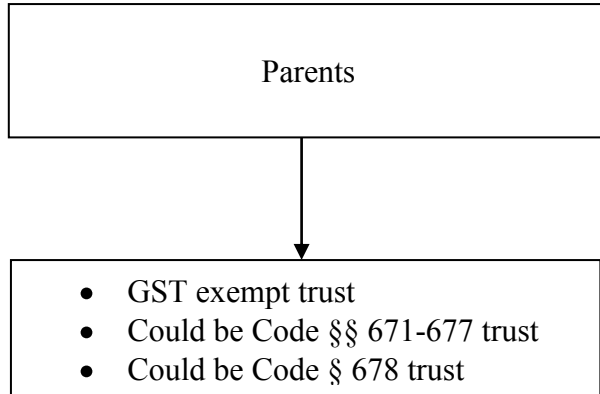 Parents
• GST exempt trust
• Could be Code §§ 671-677 trust
• Could be Code § 678 trust